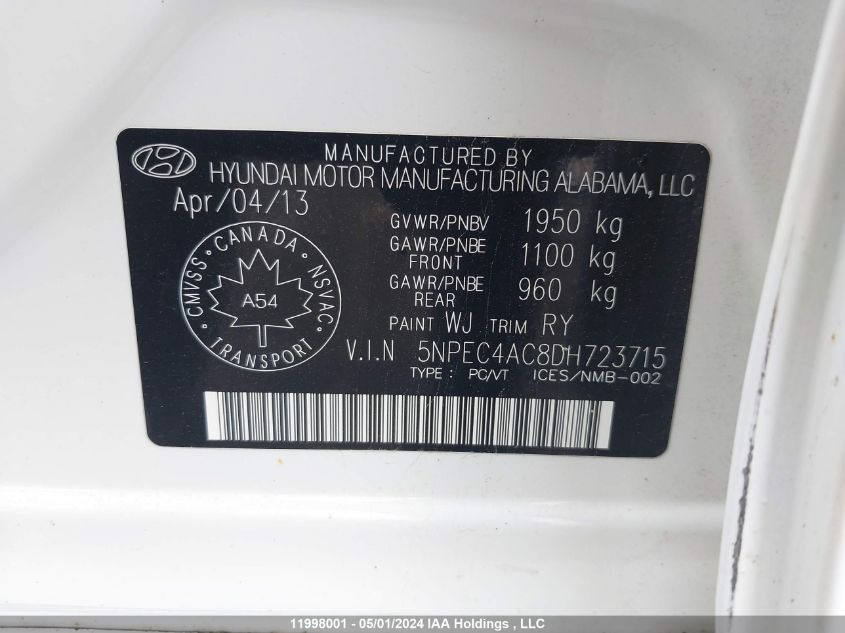 MANUFACTURED BY
HYUNDAI MOTOR MANUFACTURING ALABAMA, LLC
Apr/04/13
GVWR/PNBV 1950 kg
GAWR/PNBE FRONT 1100 kg
GAWR/PNBE REAR 960 kg
PAINT WJ TRIM RY
CMVSS CANADA NSVAC
A54
TRANSPORT
V.I.N 5NPEC4AC8DH723715
TYPE : PC/VT ICES/NMB-002
11998001 - 05/01/2024 IAA Holdings , LLC